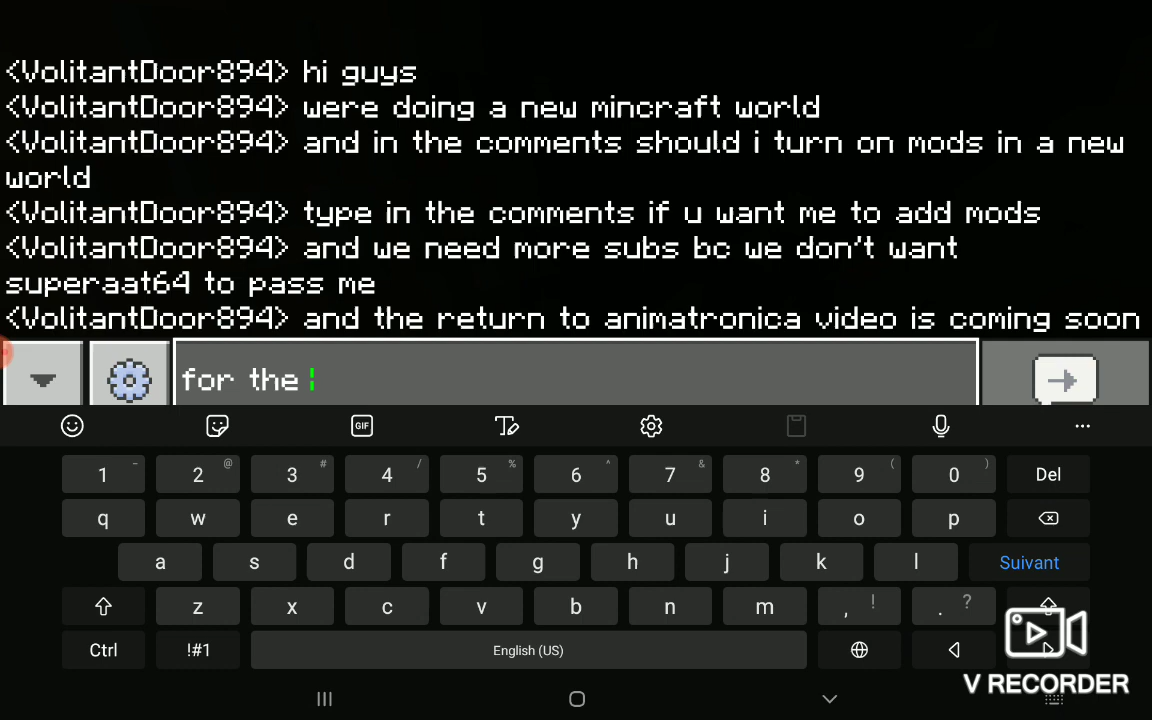 <VolitantDoor894> hi guys
<VolitantDoor894> were doing a new mincraft world
<VolitantDoor894> and in the comments should i turn on mods in a new
world
<VolitantDoor894> type in the comments if u want me to add mods
<VolitantDoor894> and we need more subs bc we don't want
superaat64 to pass me
<VolitantDoor894> and the return to animatronica video is coming soon
for the
GIF
1 - 2 @ 3 # 4 / 5 % 6 ^ 7 & 8 * 9 ( 0 ) Del
q w e r t y u i o p
a s d f g h j k l Suivant
z x c v b n m , ! . ?
Ctrl !#1 English (US)
V RECORDER